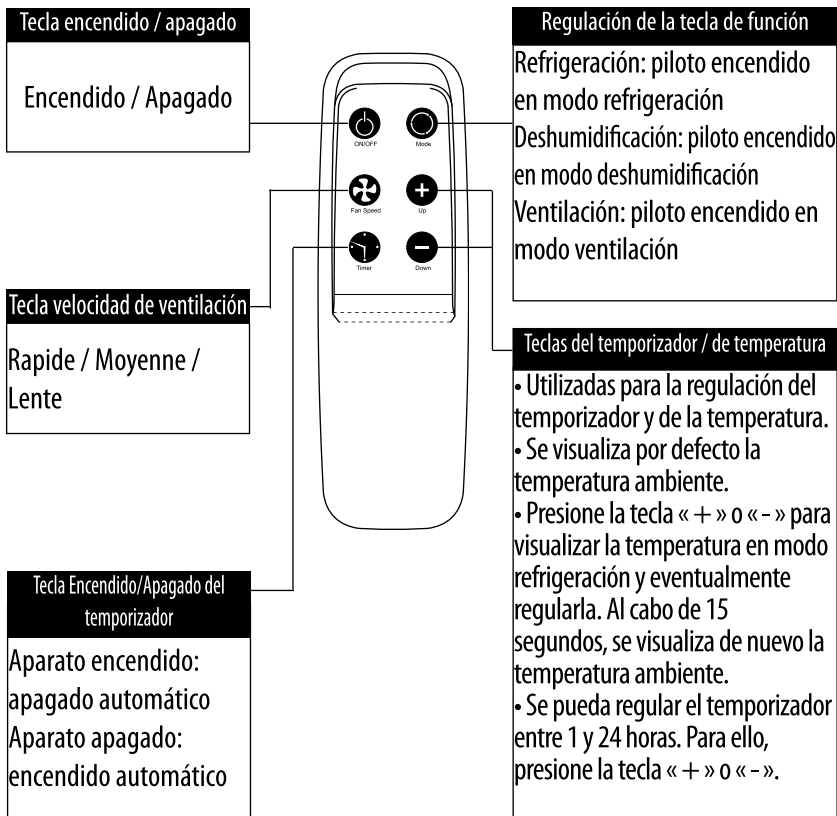 Tecla encendido / apagado
Encendido / Apagado
Tecla velocidad de ventilación
Rapide / Moyenne /
Lente
Tecla Encendido/Apagado del
temporizador
Aparato encendido:
apagado automático
Aparato apagado:
encendido automático
ON/OFF
Mode
Fan Speed
Up
Timer
Down
Regulación de la tecla de función
Refrigeración: piloto encendido
en modo refrigeración
Deshumidificación: piloto encendido
en modo deshumidificación
Ventilación: piloto encendido en
modo ventilación
Teclas del temporizador / de temperatura
• Utilizadas para la regulación del
temporizador y de la temperatura.
• Se visualiza por defecto la
temperatura ambiente.
• Presione la tecla « + » o « - » para
visualizar la temperatura en modo
refrigeración y eventualmente
regularla. Al cabo de 15
segundos, se visualiza de nuevo la
temperatura ambiente.
• Se pueda regular el temporizador
entre 1 y 24 horas. Para ello,
presione la tecla « + » o « - ».